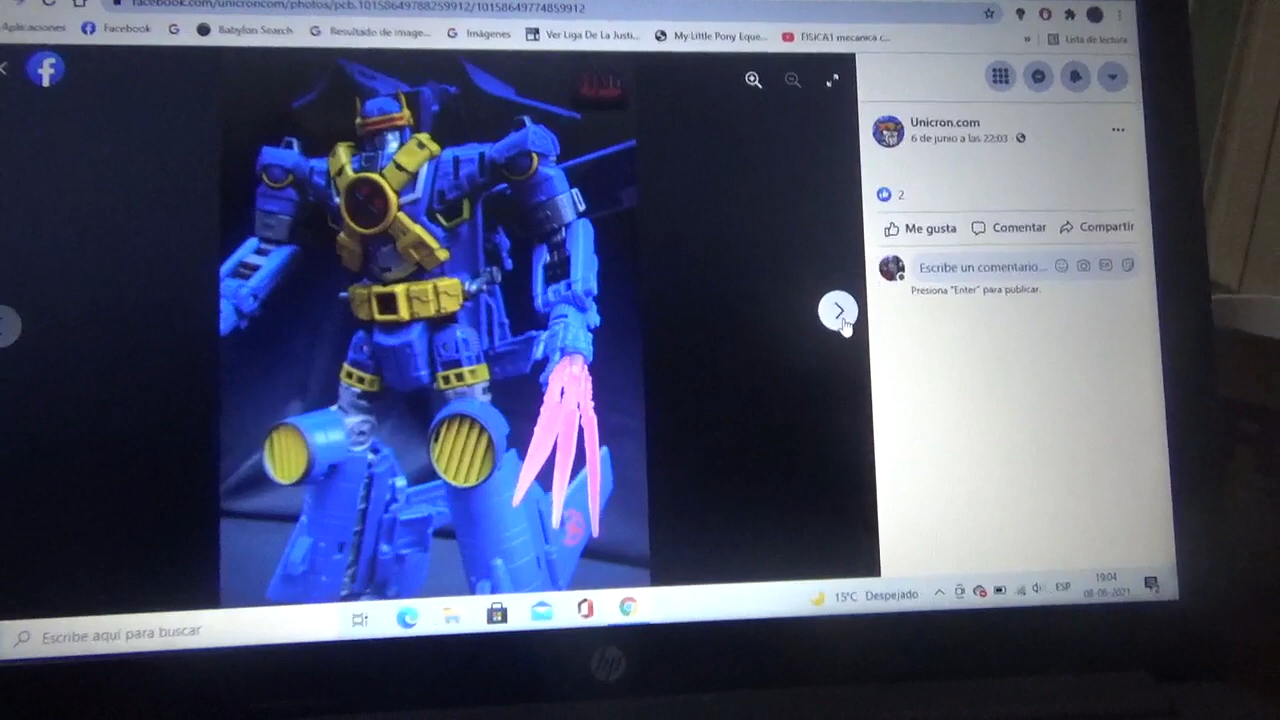 facebook.com/unicroncom/photos/pcb.10158649788259912/10158649774859912
Aplicaciones
Facebook
Babylon Search
Resultado de image...
Imágenes
Ver Liga De La Justi...
My Little Pony Eque...
FISICA1 mecanica c...
»
Lista de lectura
Unicron.com
6 de junio a las 22:03
2
Me gusta
Comentar
Compartir
Escribe un comentario...
Presiona "Enter" para publicar.
Escribe aquí para buscar
15°C Despejado
ESP
19:04
08-06-2021
hp